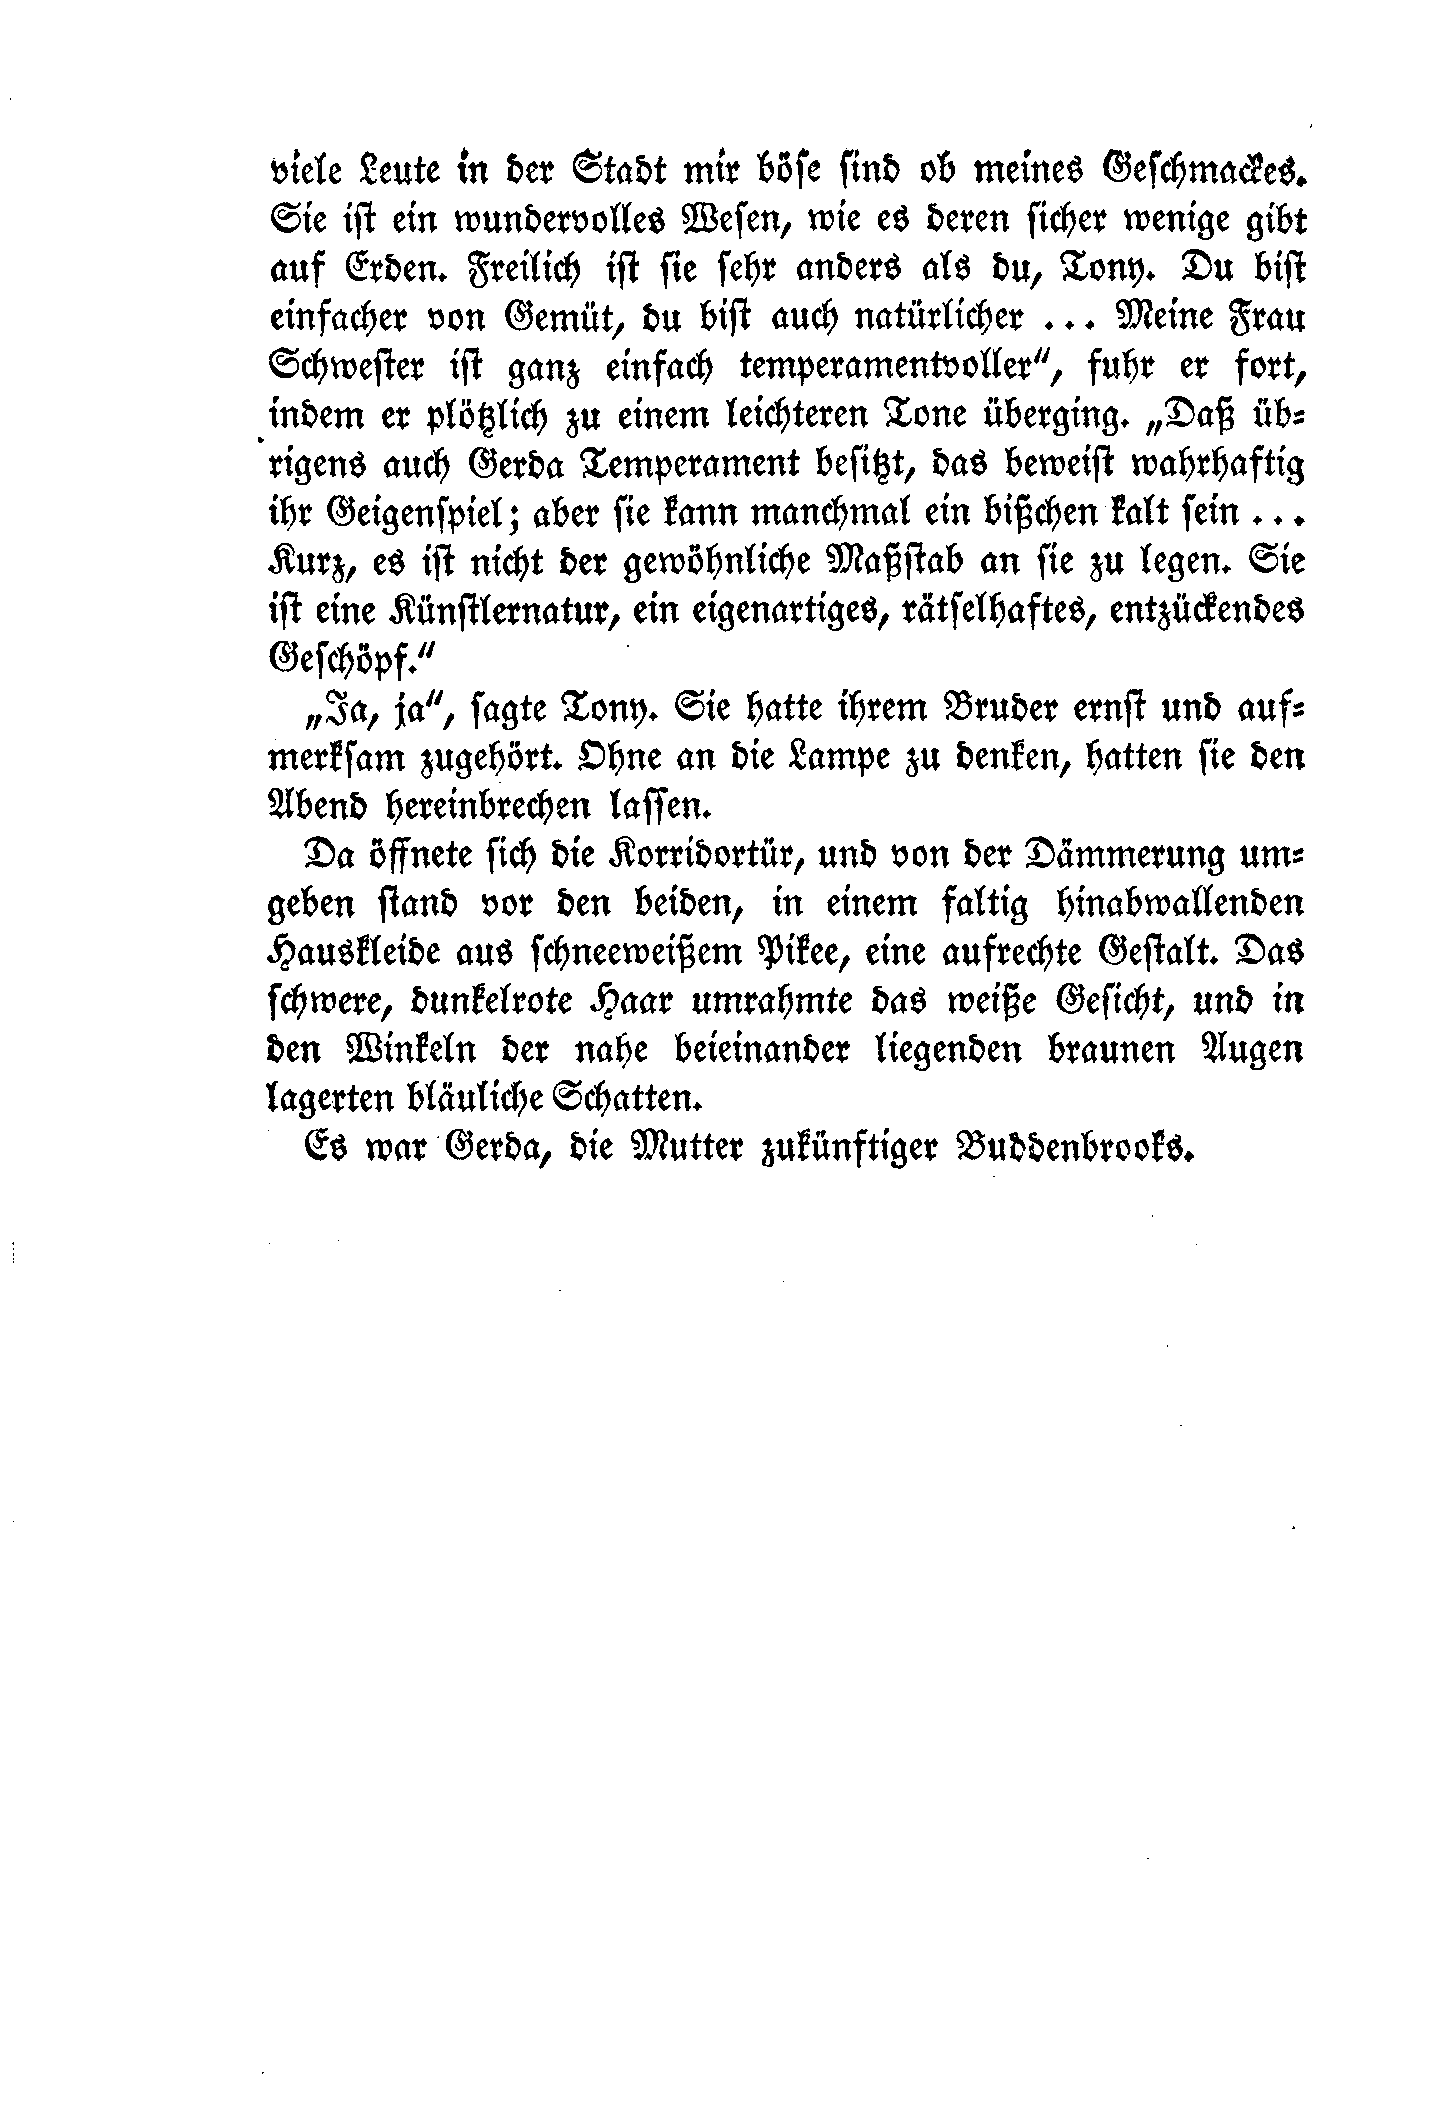 viele Leute in der Stadt mir böse sind ob meines Geschmackes.
Sie ist ein wundervolles Wesen, wie es deren sicher wenige gibt
auf Erden. Freilich ist sie sehr anders als du, Tony. Du bist
einfacher von Gemüt, du bist auch natürlicher ... Meine Frau
Schwester ist ganz einfach temperamentvoller“, fuhr er fort,
indem er plötzlich zu einem leichteren Tone überging. „Daß üb-
rigens auch Gerda Temperament besitzt, das beweist wahrhaftig
ihr Geigenspiel; aber sie kann manchmal ein bißchen kalt sein ...
Kurz, es ist nicht der gewöhnliche Maßstab an sie zu legen. Sie
ist eine Künstlernatur, ein eigenartiges, rätselhaftes, entzückendes
Geschöpf.“
„Ja, ja“, sagte Tony. Sie hatte ihrem Bruder ernst und auf-
merksam zugehört. Ohne an die Lampe zu denken, hatten sie den
Abend hereinbrechen lassen.
Da öffnete sich die Korridortür, und von der Dämmerung um-
geben stand vor den beiden, in einem faltig hinabwallenden
Hauskleide aus schneeweißem Pikee, eine aufrechte Gestalt. Das
schwere, dunkelrote Haar umrahmte das weiße Gesicht, und in
den Winkeln der nahe beieinander liegenden braunen Augen
lagerten bläuliche Schatten.
Es war Gerda, die Mutter zukünftiger Buddenbrooks.